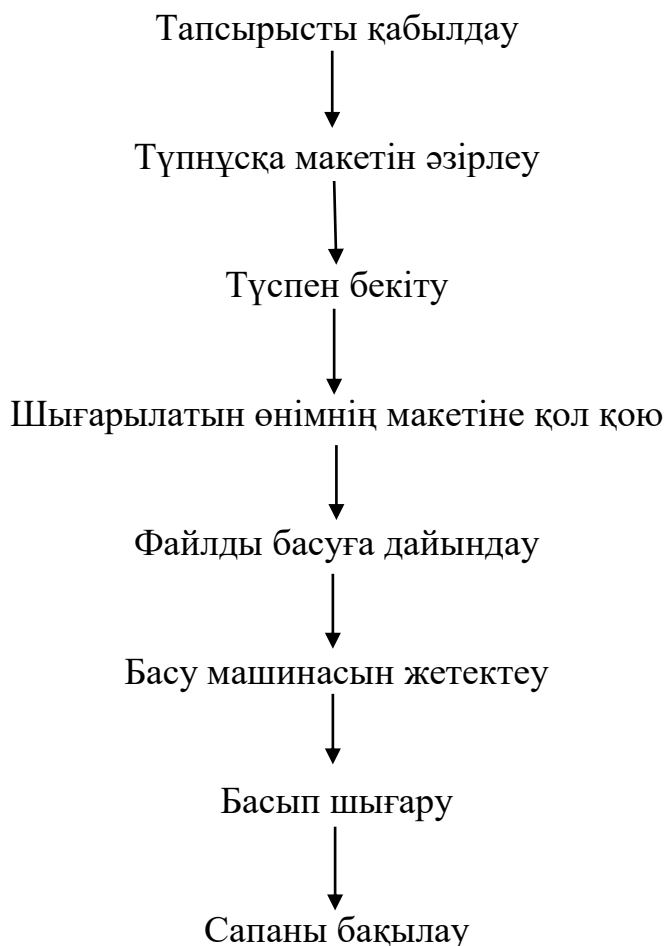 Тапсырысты қабылдау
Түпнұсқа макетін әзірлеу
Түспен бекіту
Шығарылатын өнімнің макетіне қол қою
Файлды басуға дайындау
Басу машинасын жетектеу
Басып шығару
Сапаны бақылау